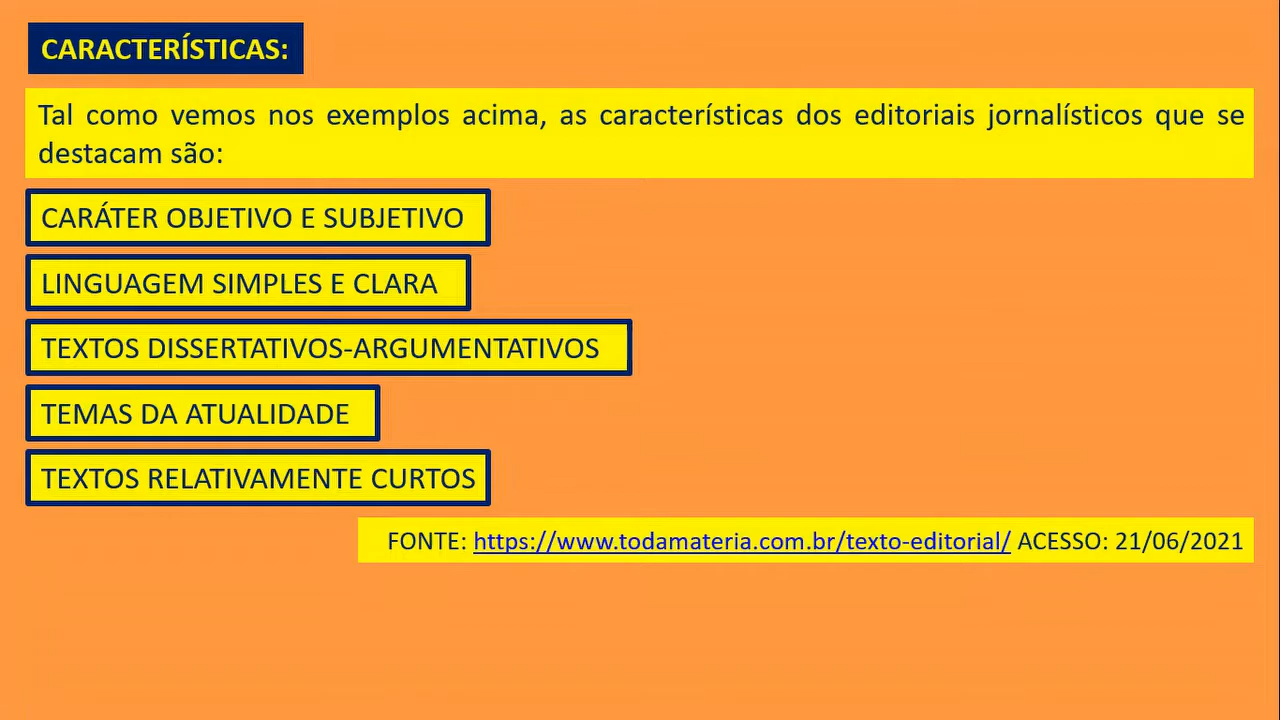 CARACTERÍSTICAS:
Tal como vemos nos exemplos acima, as características dos editoriais jornalísticos que se
destacam são:
CARÁTER OBJETIVO E SUBJETIVO
LINGUAGEM SIMPLES E CLARA
TEXTOS DISSERTATIVOS-ARGUMENTATIVOS
TEMAS DA ATUALIDADE
TEXTOS RELATIVAMENTE CURTOS
FONTE: https://www.todamateria.com.br/texto-editorial/ ACESSO: 21/06/2021